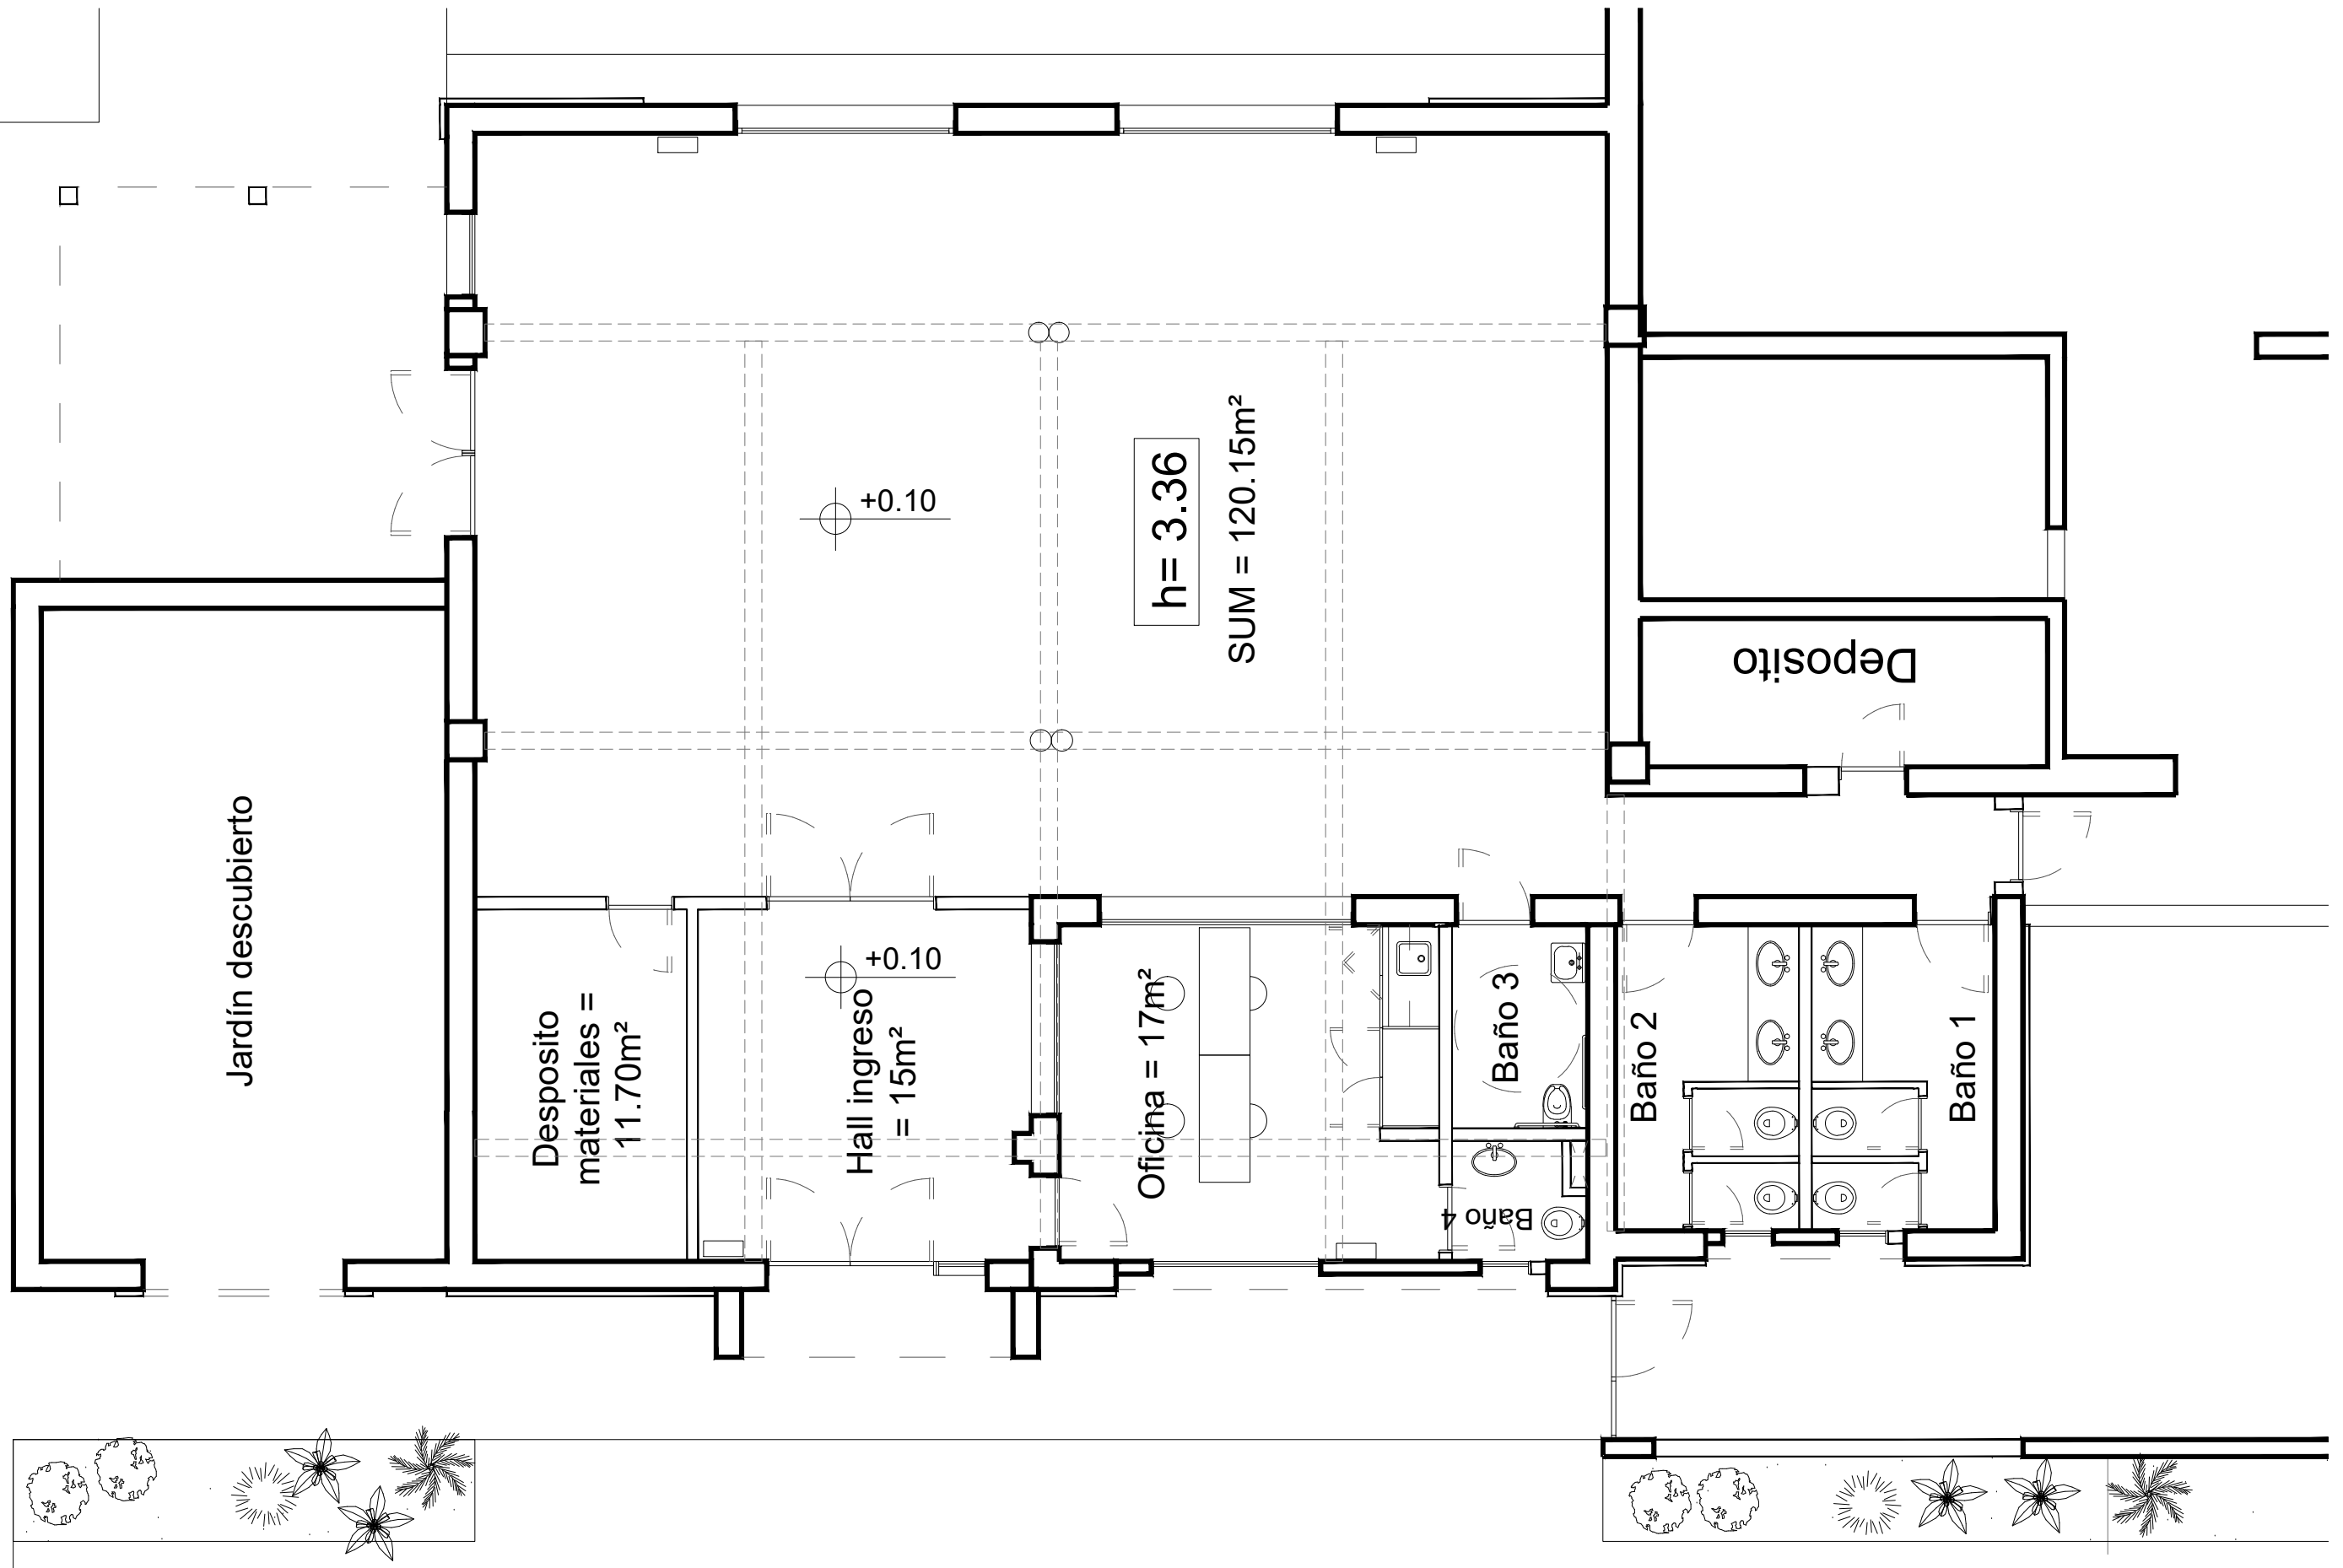 +0.10
h= 3.36
SUM = 120.15m²
Deposito
Jardín descubierto
Desposito
materiales =
11.70m²
+0.10
Hall ingreso
= 15m²
Oficina = 17m²
Baño 3
Baño 4
Baño 2
Baño 1